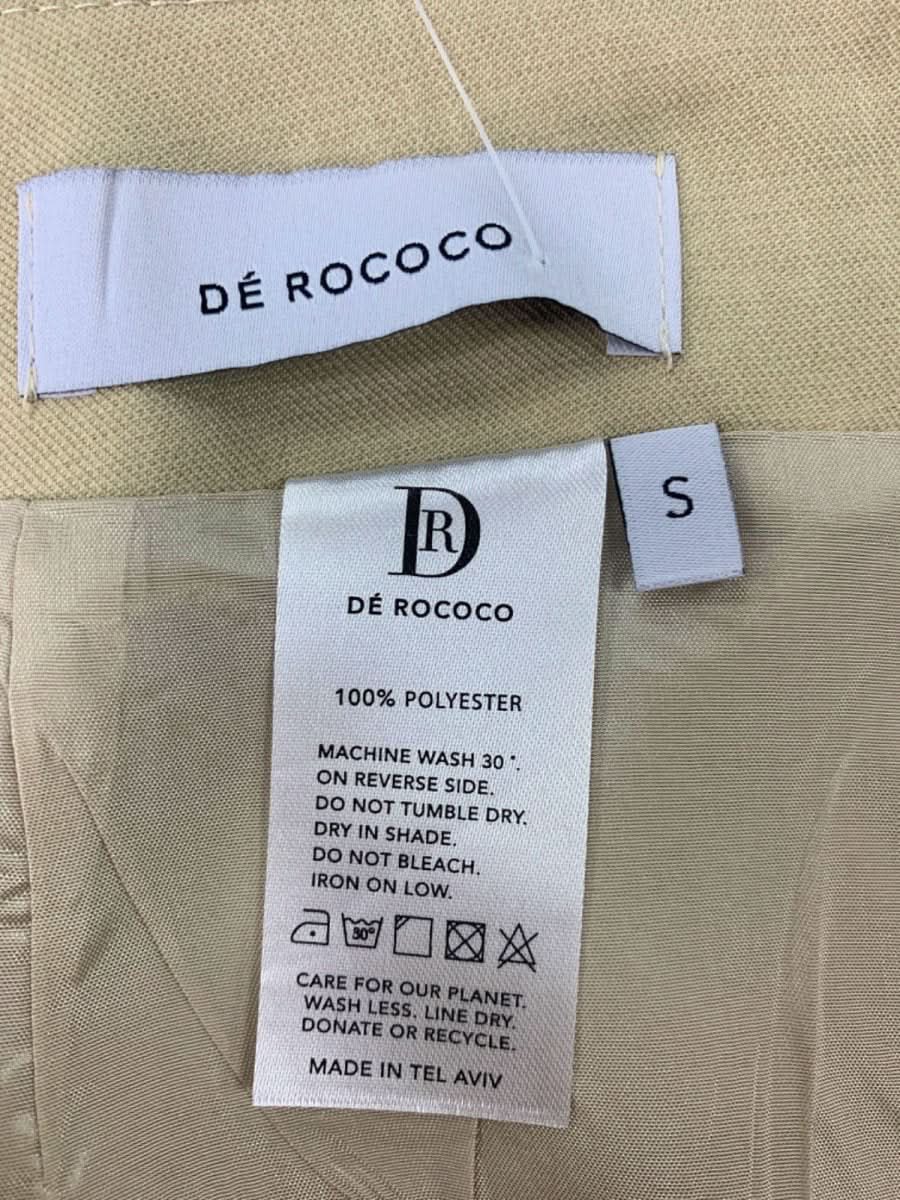 DÉ ROCOCO
S
DR
DÉ ROCOCO
100% POLYESTER
MACHINE WASH 30°.
ON REVERSE SIDE.
DO NOT TUMBLE DRY.
DRY IN SHADE.
DO NOT BLEACH.
IRON ON LOW.
30°
CARE FOR OUR PLANET.
WASH LESS. LINE DRY.
DONATE OR RECYCLE.
MADE IN TEL AVIV